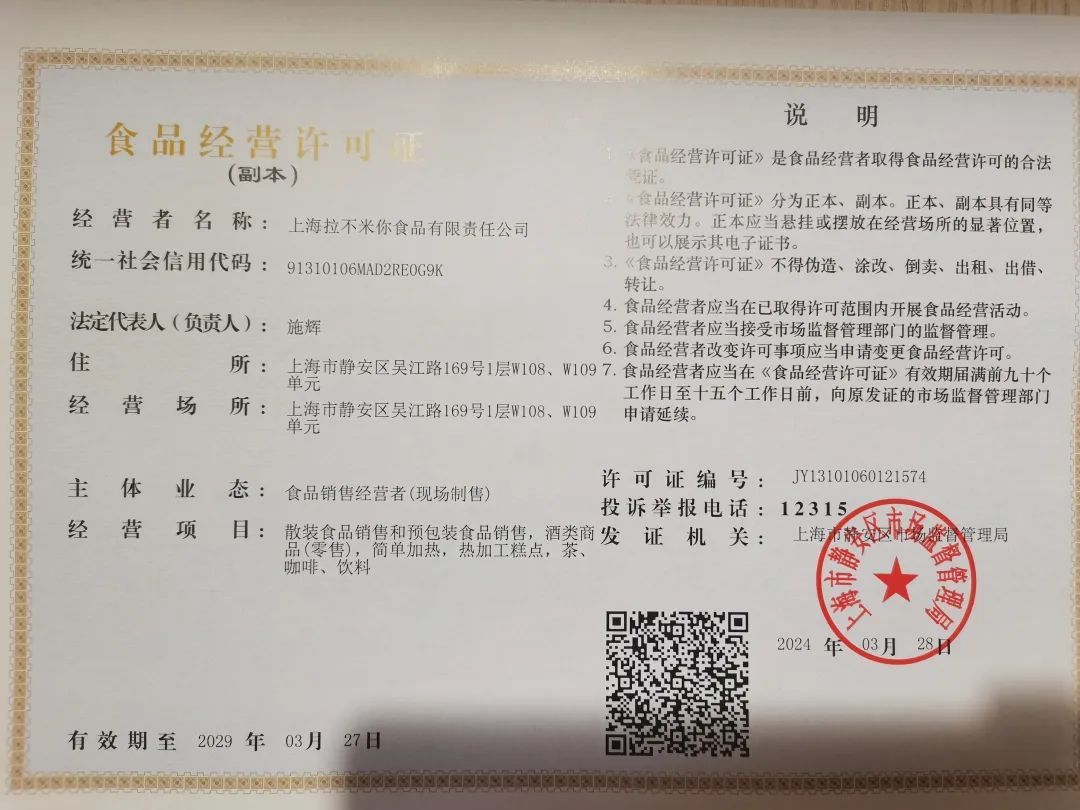 食品经营许可证
(副本)
经营者名称： 上海拉不米你食品有限责任公司
统一社会信用代码： 91310106MAD2RE0G9K
法定代表人（负责人）： 施辉
住所： 上海市静安区吴江路169号1层W108、W109
单元
经营场所： 上海市静安区吴江路169号1层W108、W109
单元
主体业态： 食品销售经营者(现场制售)
经营项目： 散装食品销售和预包装食品销售，酒类商
品(零售)，简单加热，热加工糕点，茶、
咖啡、饮料
有效期至 2029 年 03月 27日
说明
《食品经营许可证》是食品经营者取得食品经营许可的合法
凭证。
《食品经营许可证》分为正本、副本。正本、副本具有同等
法律效力。正本应当悬挂或摆放在经营场所的显著位置，
也可以展示其电子证书。
3.《食品经营许可证》不得伪造、涂改、倒卖、出租、出借、
转让。
4. 食品经营者应当在已取得许可范围内开展食品经营活动。
5. 食品经营者应当接受市场监督管理部门的监督管理。
6. 食品经营者改变许可事项应当申请变更食品经营许可。
7. 食品经营者应当在《食品经营许可证》有效期届满前九十个
工作日至十五个工作日前，向原发证的市场监督管理部门
申请延续。
许可证编号： JY13101060121574
投诉举报电话： 12315
发证机关： 上海市静安区市场监督管理局
上海市静安区市场监督管理局
2024 年 03月 28日